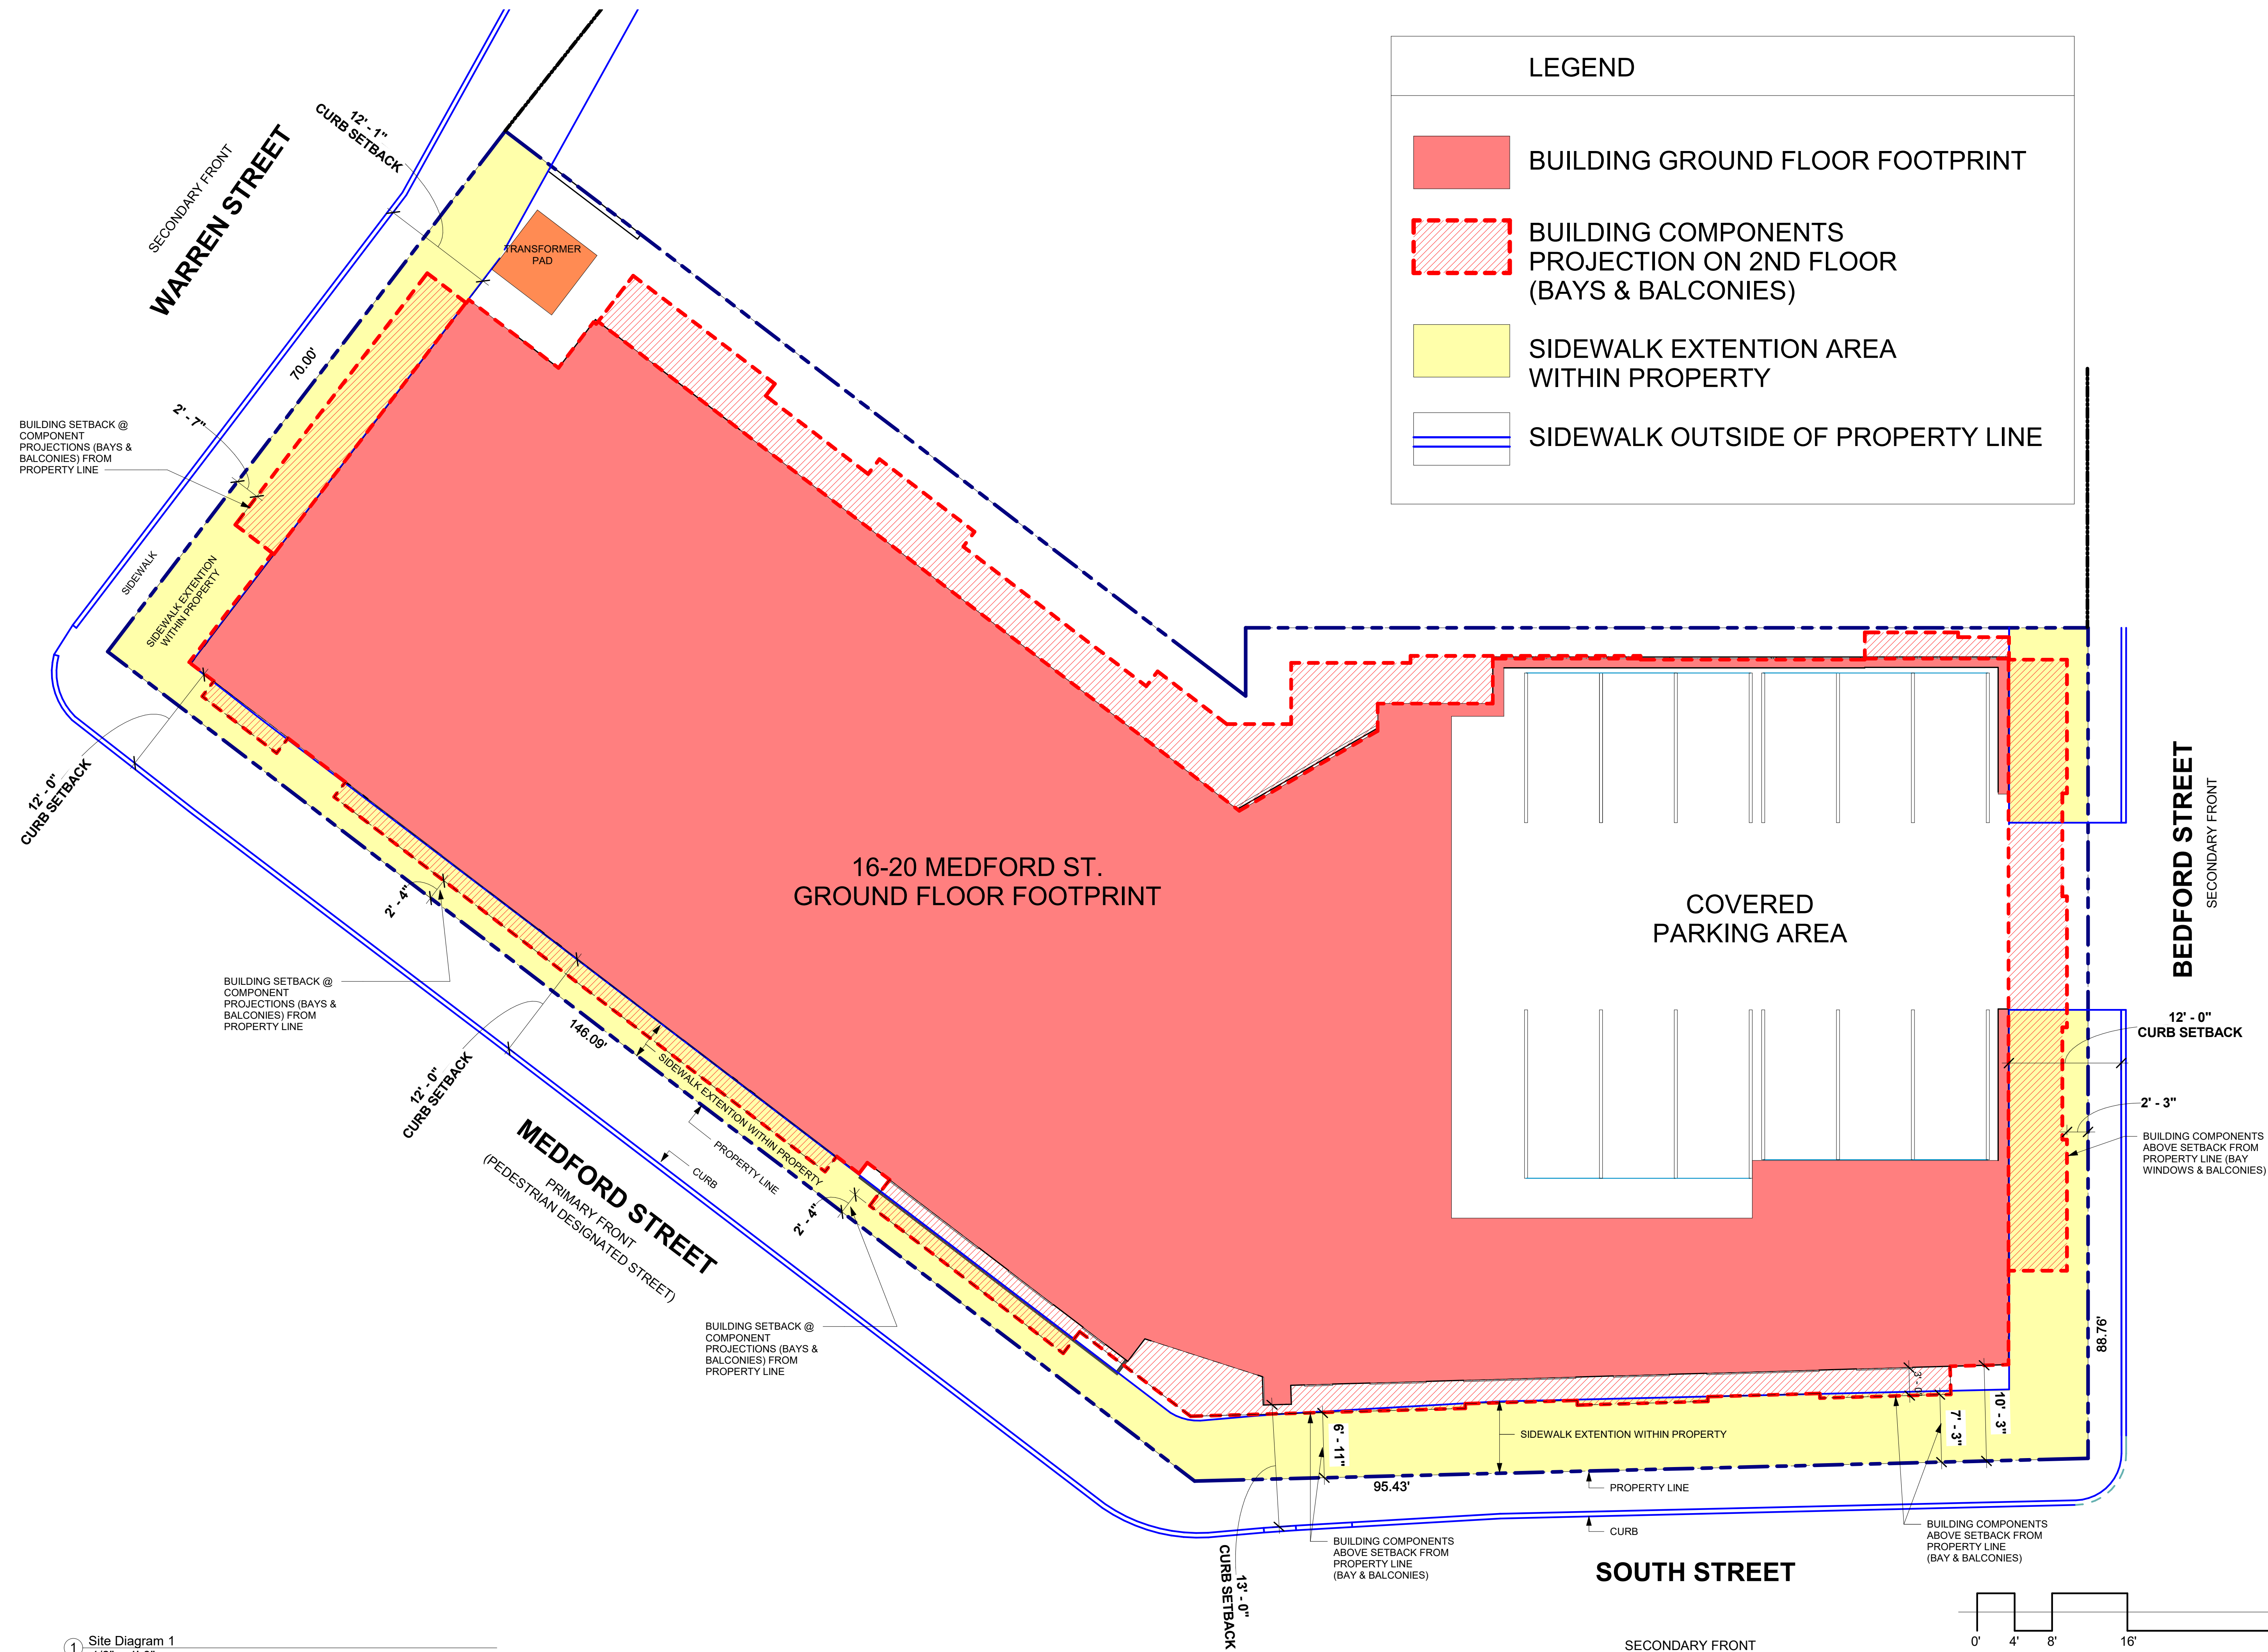 LEGEND
BUILDING GROUND FLOOR FOOTPRINT
BUILDING COMPONENTS
PROJECTION ON 2ND FLOOR
(BAYS & BALCONIES)
SIDEWALK EXTENTION AREA
WITHIN PROPERTY
SIDEWALK OUTSIDE OF PROPERTY LINE
12' - 1"
CURB SETBACK
SECONDARY FRONT
WARREN STREET
TRANSFORMER
PAD
70.00'
2' - 7"
BUILDING SETBACK @
COMPONENT
PROJECTIONS (BAYS &
BALCONIES) FROM
PROPERTY LINE
SIDEWALK
SIDEWALK EXTENTION
WITHIN PROPERTY
12' - 0"
CURB SETBACK
2' - 4"
BUILDING SETBACK @
COMPONENT
PROJECTIONS (BAYS &
BALCONIES) FROM
PROPERTY LINE
16-20 MEDFORD ST.
GROUND FLOOR FOOTPRINT
COVERED
PARKING AREA
BEDFORD STREET
SECONDARY FRONT
12' - 0"
CURB SETBACK
2' - 3"
BUILDING COMPONENTS
ABOVE SETBACK FROM
PROPERTY LINE (BAY
WINDOWS & BALCONIES)
146.09'
12' - 0"
CURB SETBACK
SIDEWALK EXTENTION WITHIN PROPERTY
PROPERTY LINE
CURB
MEDFORD STREET
PRIMARY FRONT
(PEDESTRIAN DESIGNATED STREET)
2' - 4"
BUILDING SETBACK @
COMPONENT
PROJECTIONS (BAYS &
BALCONIES) FROM
PROPERTY LINE
88.76'
3' - 0"
10' - 3"
7' - 3"
6' - 11"
SIDEWALK EXTENTION WITHIN PROPERTY
95.43'
PROPERTY LINE
CURB
13' - 0"
CURB SETBACK
BUILDING COMPONENTS
ABOVE SETBACK FROM
PROPERTY LINE
(BAY & BALCONIES)
BUILDING COMPONENTS
ABOVE SETBACK FROM
PROPERTY LINE
(BAY & BALCONIES)
SOUTH STREET
SECONDARY FRONT
0' 4' 8' 16'
1 Site Diagram 1